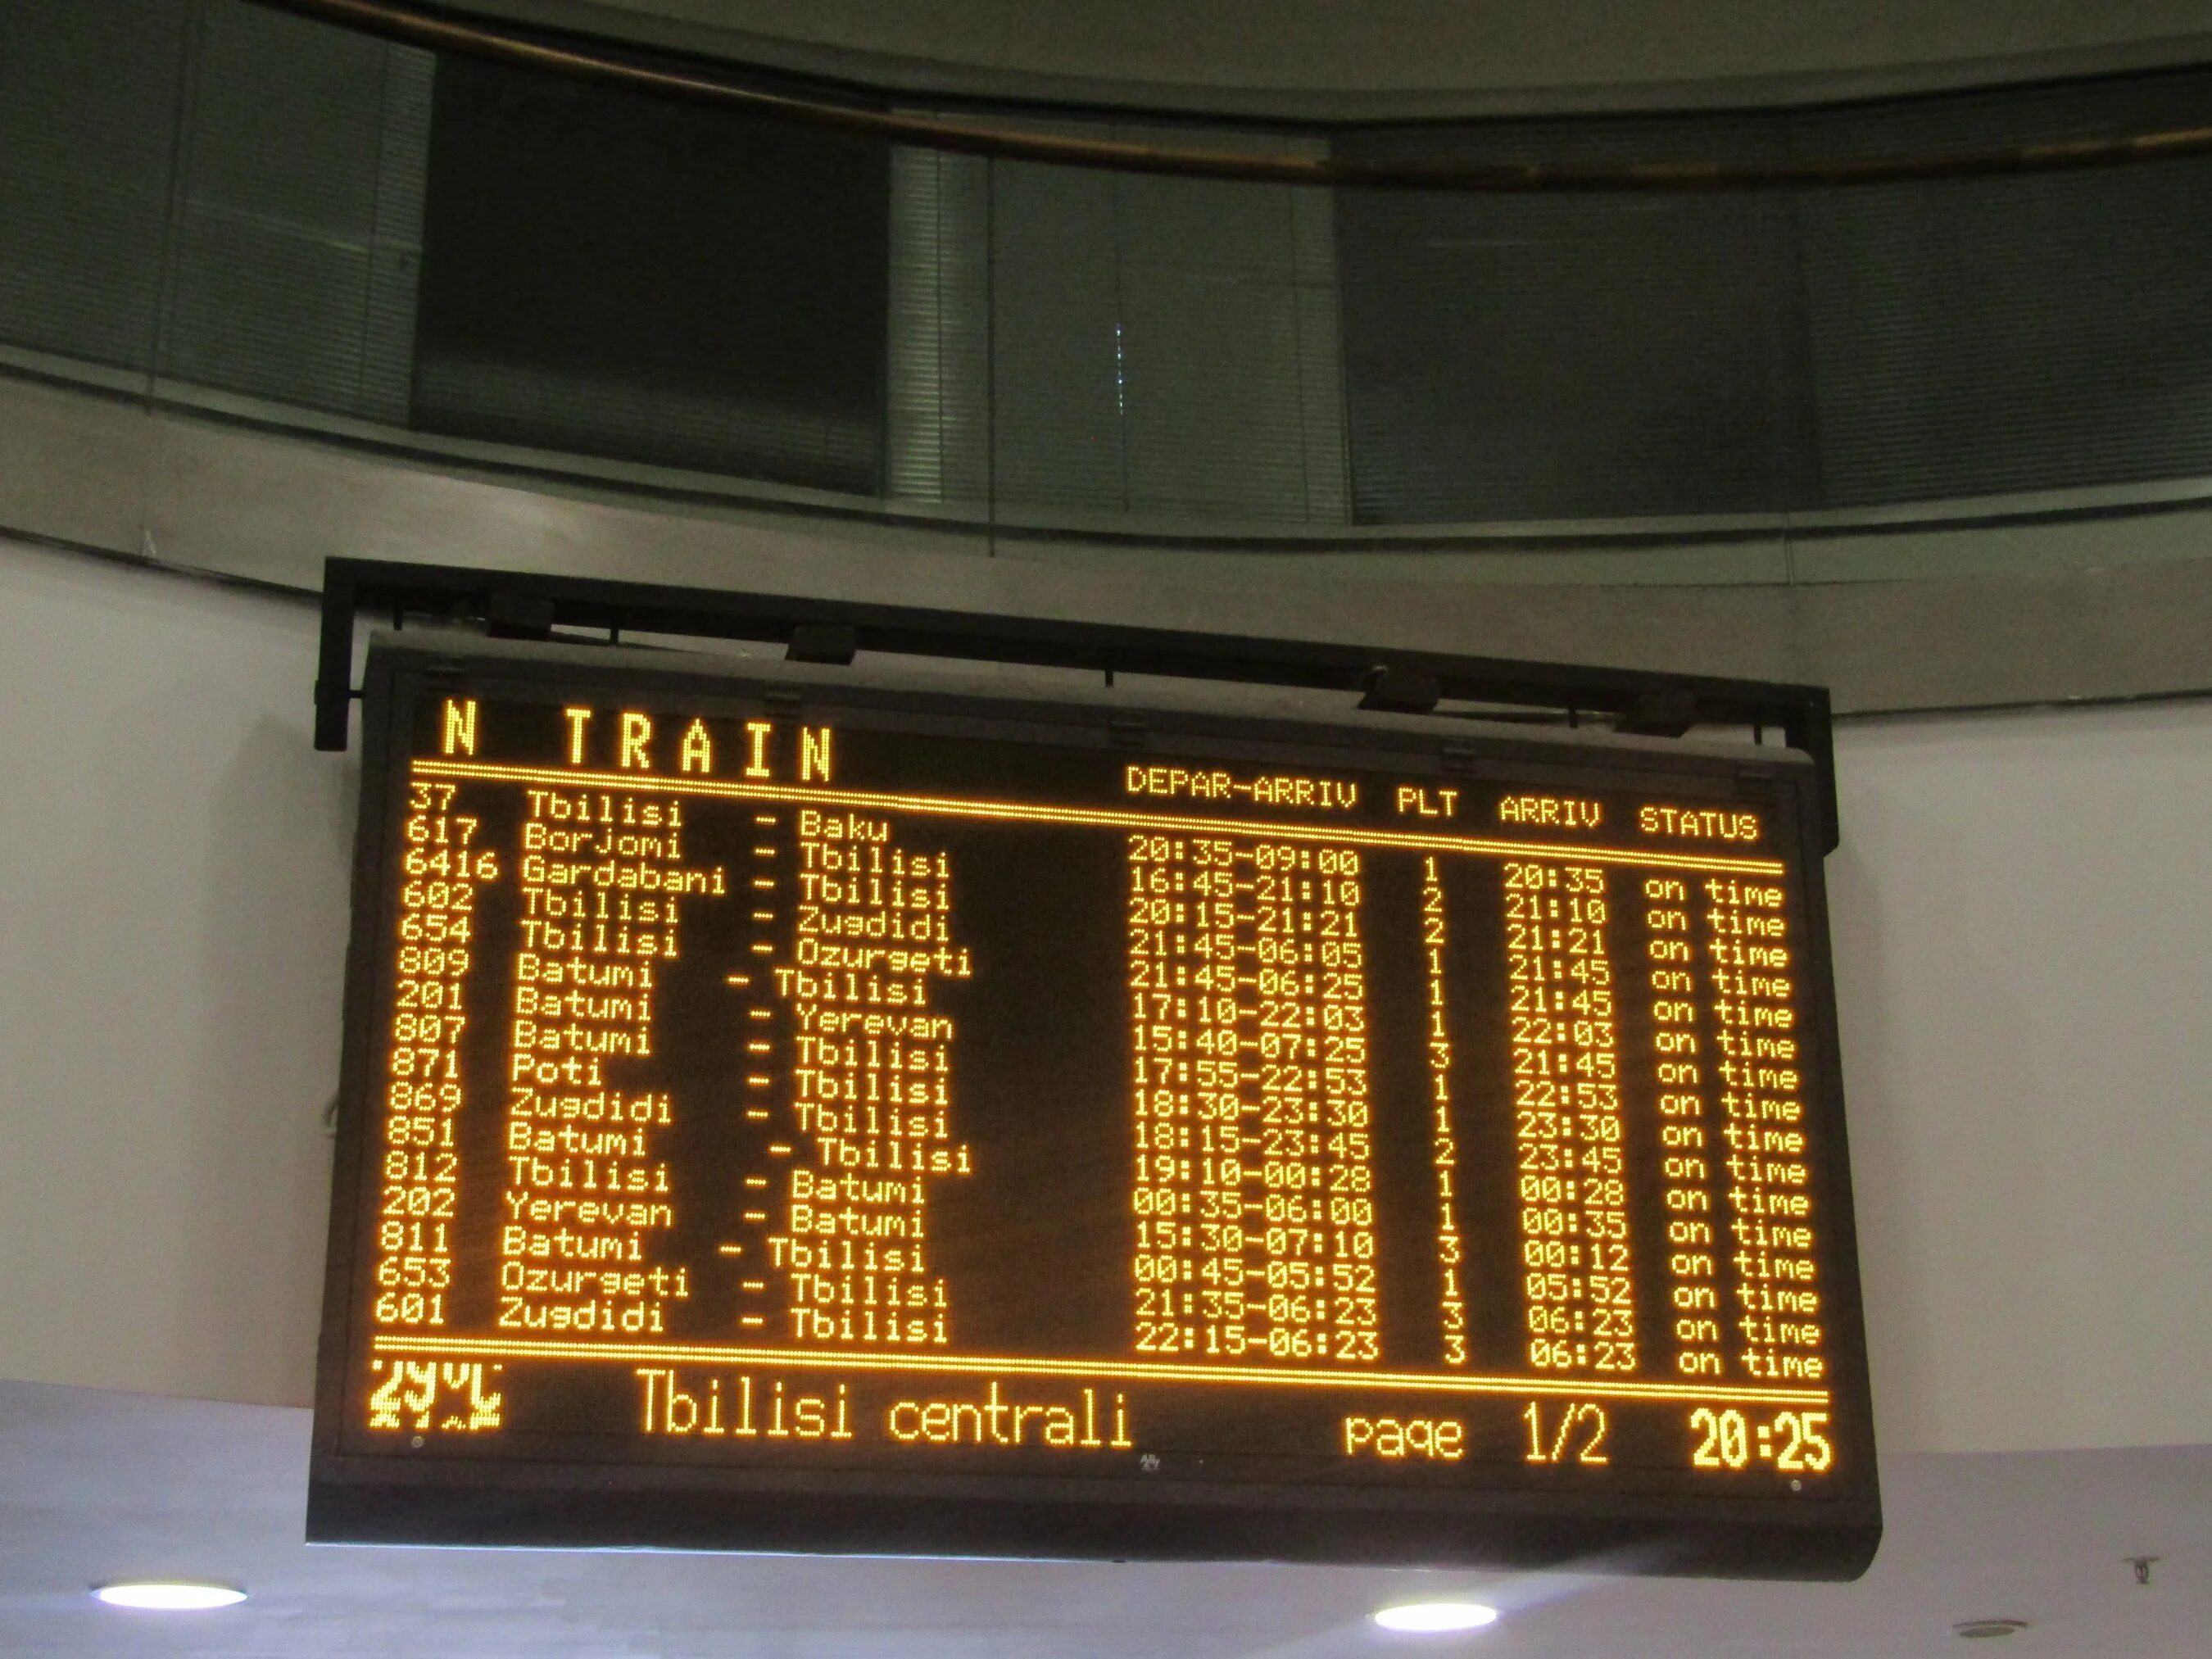 N TRAIN DEPAR-ARRIV PLT ARRIV STATUS
37 Tbilisi - Baku 20:35-09:00 1 20:35 on time
617 Borjomi - Tbilisi 16:45-21:10 2 21:10 on time
6416 Gardabani - Tbilisi 20:15-21:21 2 21:21 on time
602 Tbilisi - Zugdidi 21:45-06:05 1 21:45 on time
654 Tbilisi - Ozurgeti 21:45-06:25 1 21:45 on time
809 Batumi - Tbilisi 17:10-22:03 1 22:03 on time
201 Batumi - Yerevan 15:40-07:25 3 21:45 on time
807 Batumi - Tbilisi 17:55-22:53 1 22:53 on time
871 Poti - Tbilisi 18:30-23:30 1 23:30 on time
869 Zugdidi - Tbilisi 18:15-23:45 2 23:45 on time
851 Batumi - Tbilisi 19:10-00:28 1 00:28 on time
812 Tbilisi - Batumi 00:35-06:00 1 00:35 on time
202 Yerevan - Batumi 15:30-07:10 3 00:12 on time
811 Batumi - Tbilisi 00:45-05:52 1 05:52 on time
653 Ozurgeti - Tbilisi 21:35-06:23 3 06:23 on time
601 Zugdidi - Tbilisi 22:15-06:23 3 06:23 on time
29°C Tbilisi centrali page 1/2 20:25